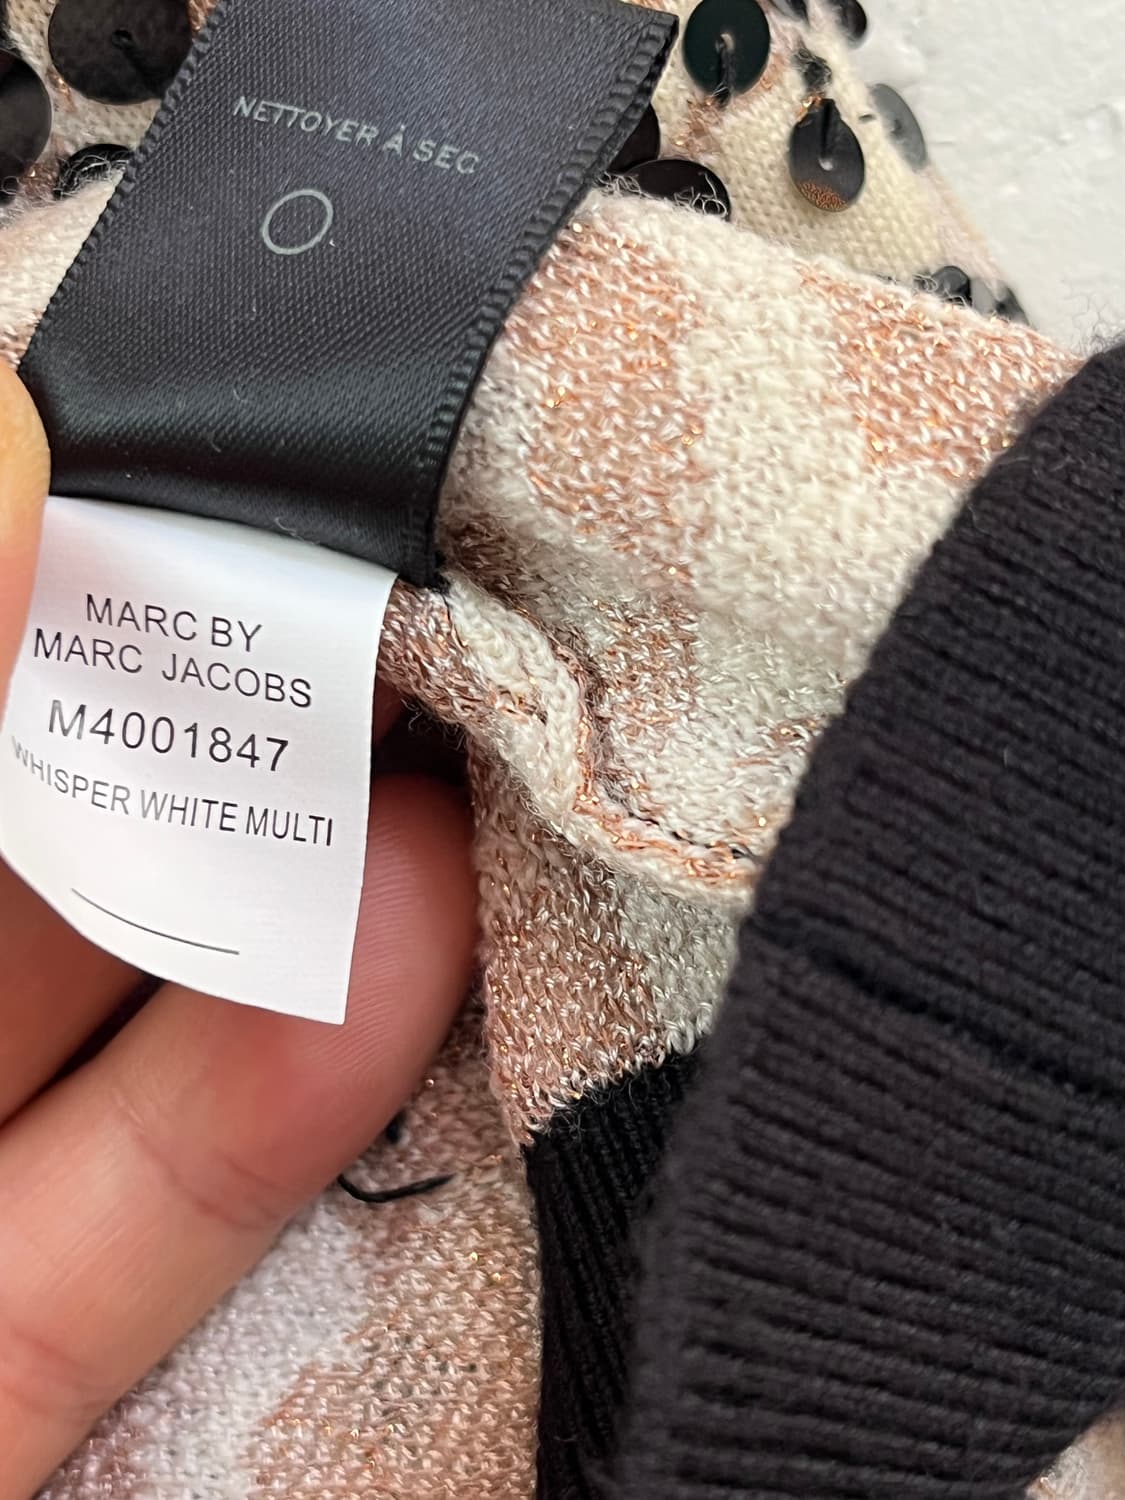 NETTOYER À SEC
MARC BY
MARC JACOBS
M4001847
WHISPER WHITE MULTI